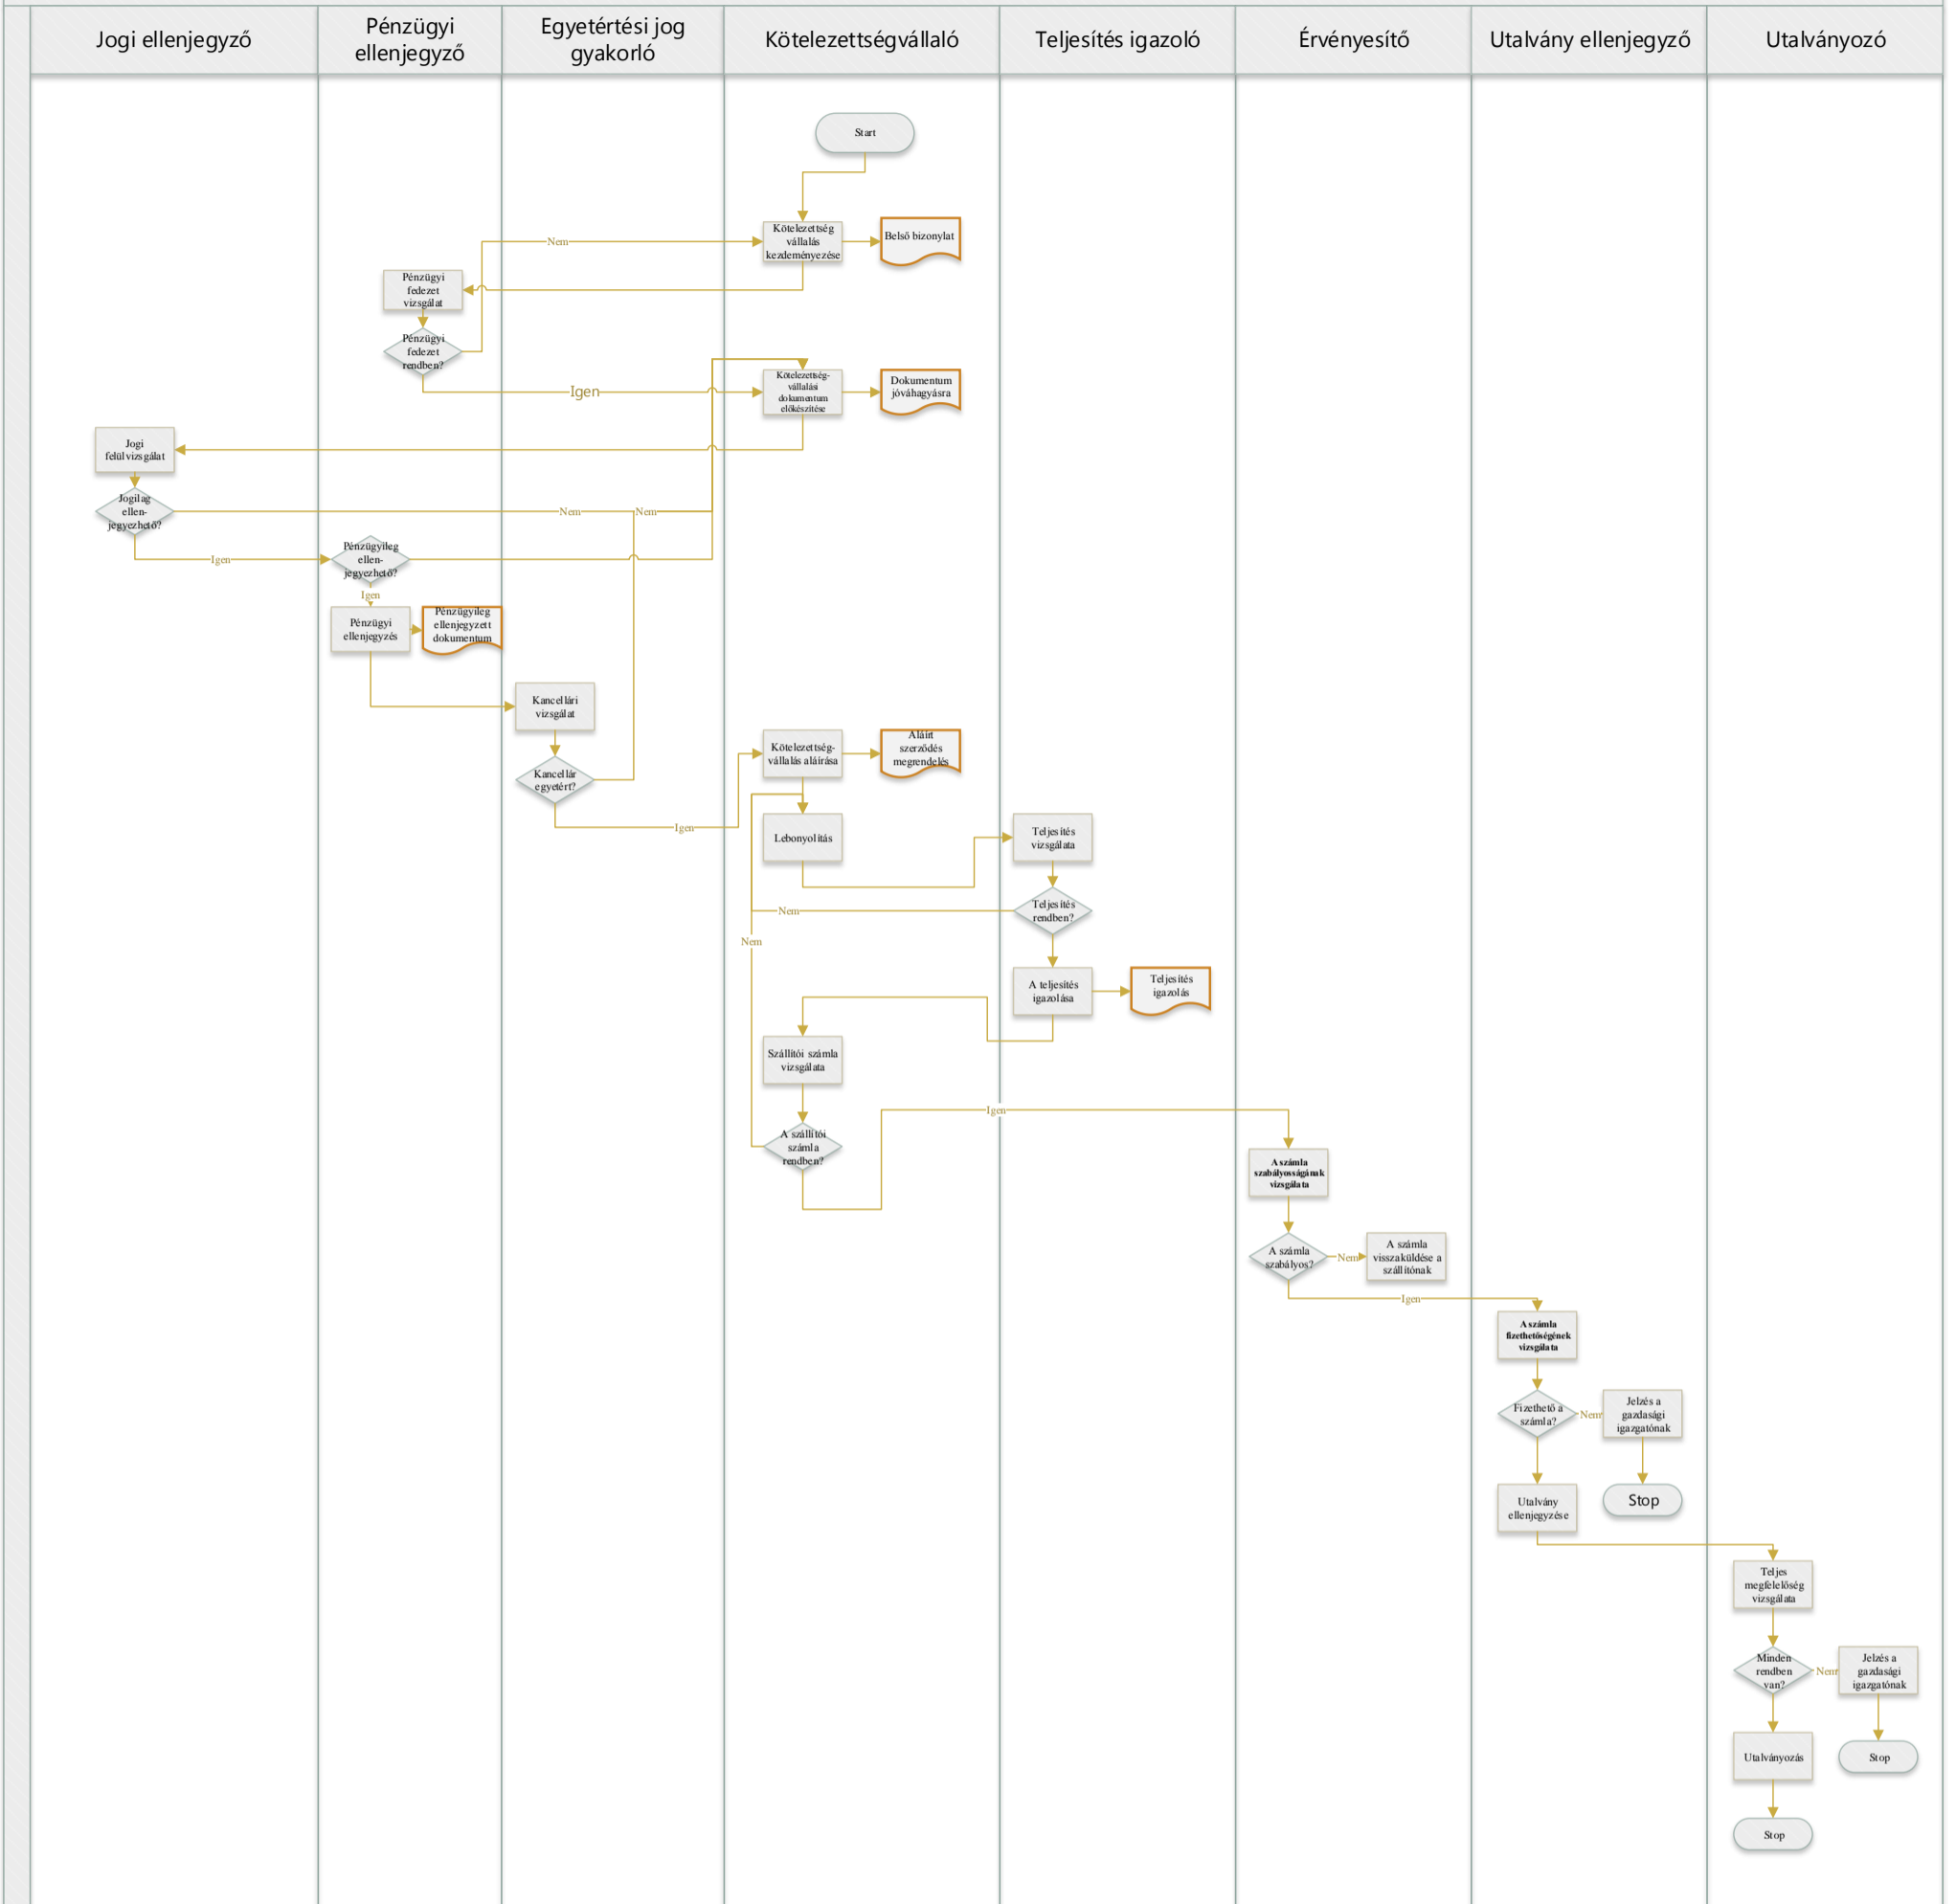 Jogi ellenjegyző
Pénzügyi
ellenjegyző
Egyetértési jog
gyakorló
Kötelezettségvállaló
Teljesítés igazoló
Érvényesítő
Utalvány ellenjegyző
Utalványozó
Start
Kötelezettség
vállalás
kezdeményezése
Belső bizonylat
Nem
Pénzügyi
fedezet
vizsgálat
Pénzügyi
fedezet
rendben?
Igen
Kötelezettség-
vállalási
dokumentum
előkészítése
Dokumentum
jóváhagyásra
Jogi
felülvizsgálat
Jogilag
ellen-
jegyezhető?
Nem
Nem
Igen
Pénzügyileg
ellen-
jegyezhető?
Igen
Pénzügyi
ellenjegyzés
Pénzügyileg
ellenjegyzett
dokumentum
Kancellári
vizsgálat
Kancellár
egyetért?
Igen
Kötelezettség-
vállalás aláírása
Aláírt
szerződés
megrendelés
Lebonyolítás
Teljesítés
vizsgálata
Teljesítés
rendben?
Nem
Nem
A teljesítés
igazolása
Teljesítés
igazolás
Szállítói számla
vizsgálata
A szállítói
számla
rendben?
Igen
A számla
szabályosságának
vizsgálata
A számla
szabályos?
Nem
A számla
visszaküldése a
szállítónak
Igen
A számla
fizethetőségének
vizsgálata
Fizethető a
számla?
Nem
Jelzés a
gazdasági
igazgatónak
Stop
Utalvány
ellenjegyzése
Teljes
megfelelőség
vizsgálata
Minden
rendben
van?
Nem
Jelzés a
gazdasági
igazgatónak
Utalványozás
Stop
Stop